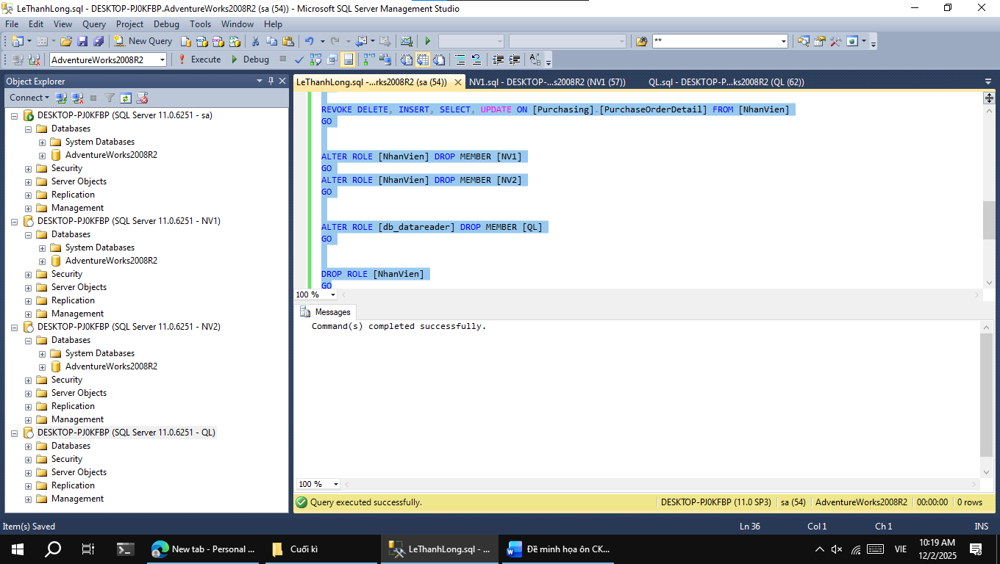 LeThanhLong.sql - DESKTOP-PJ0KFBP.AdventureWorks2008R2 (sa (54)) - Microsoft SQL Server Management Studio
File Edit View Query Project Debug Tools Window Help
New Query **
AdventureWorks2008R2 Execute Debug
Object Explorer
Connect
DESKTOP-PJ0KFBP (SQL Server 11.0.6251 - sa)
Databases
System Databases
AdventureWorks2008R2
Security
Server Objects
Replication
Management
DESKTOP-PJ0KFBP (SQL Server 11.0.6251 - NV1)
Databases
System Databases
AdventureWorks2008R2
Security
Server Objects
Replication
Management
DESKTOP-PJ0KFBP (SQL Server 11.0.6251 - NV2)
Databases
System Databases
AdventureWorks2008R2
Security
Server Objects
Replication
Management
DESKTOP-PJ0KFBP (SQL Server 11.0.6251 - QL)
Databases
Security
Server Objects
Replication
Management
LeThanhLong.sql -...rks2008R2 (sa (54)) NV1.sql - DESKTOP-...s2008R2 (NV1 (57)) QL.sql - DESKTOP-P...ks2008R2 (QL (62))
REVOKE DELETE, INSERT, SELECT, UPDATE ON [Purchasing].[PurchaseOrderDetail] FROM [NhanVien]
GO
ALTER ROLE [NhanVien] DROP MEMBER [NV1]
GO
ALTER ROLE [NhanVien] DROP MEMBER [NV2]
GO
ALTER ROLE [db_datareader] DROP MEMBER [QL]
GO
DROP ROLE [NhanVien]
GO
100 %
Messages
Command(s) completed successfully.
100 %
Query executed successfully. DESKTOP-PJ0KFBP (11.0 SP3) sa (54) AdventureWorks2008R2 00:00:00 0 rows
Item(s) Saved Ln 36 Col 1 Ch 1 INS
New tab - Personal ... Cuối kì LeThanhLong.sql - ... Đề minh họa ôn CK... VIE 10:19 AM
12/2/2025